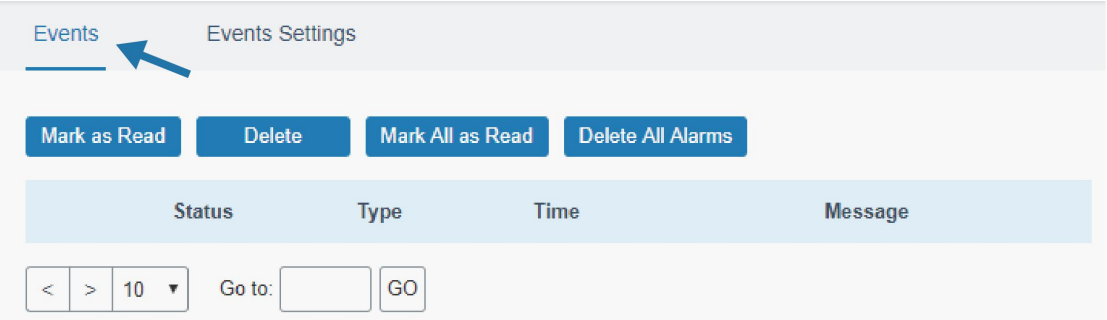 Events Events Settings
Mark as Read Delete Mark All as Read Delete All Alarms
Status Type Time Message
< > 10 ▼ Go to: GO